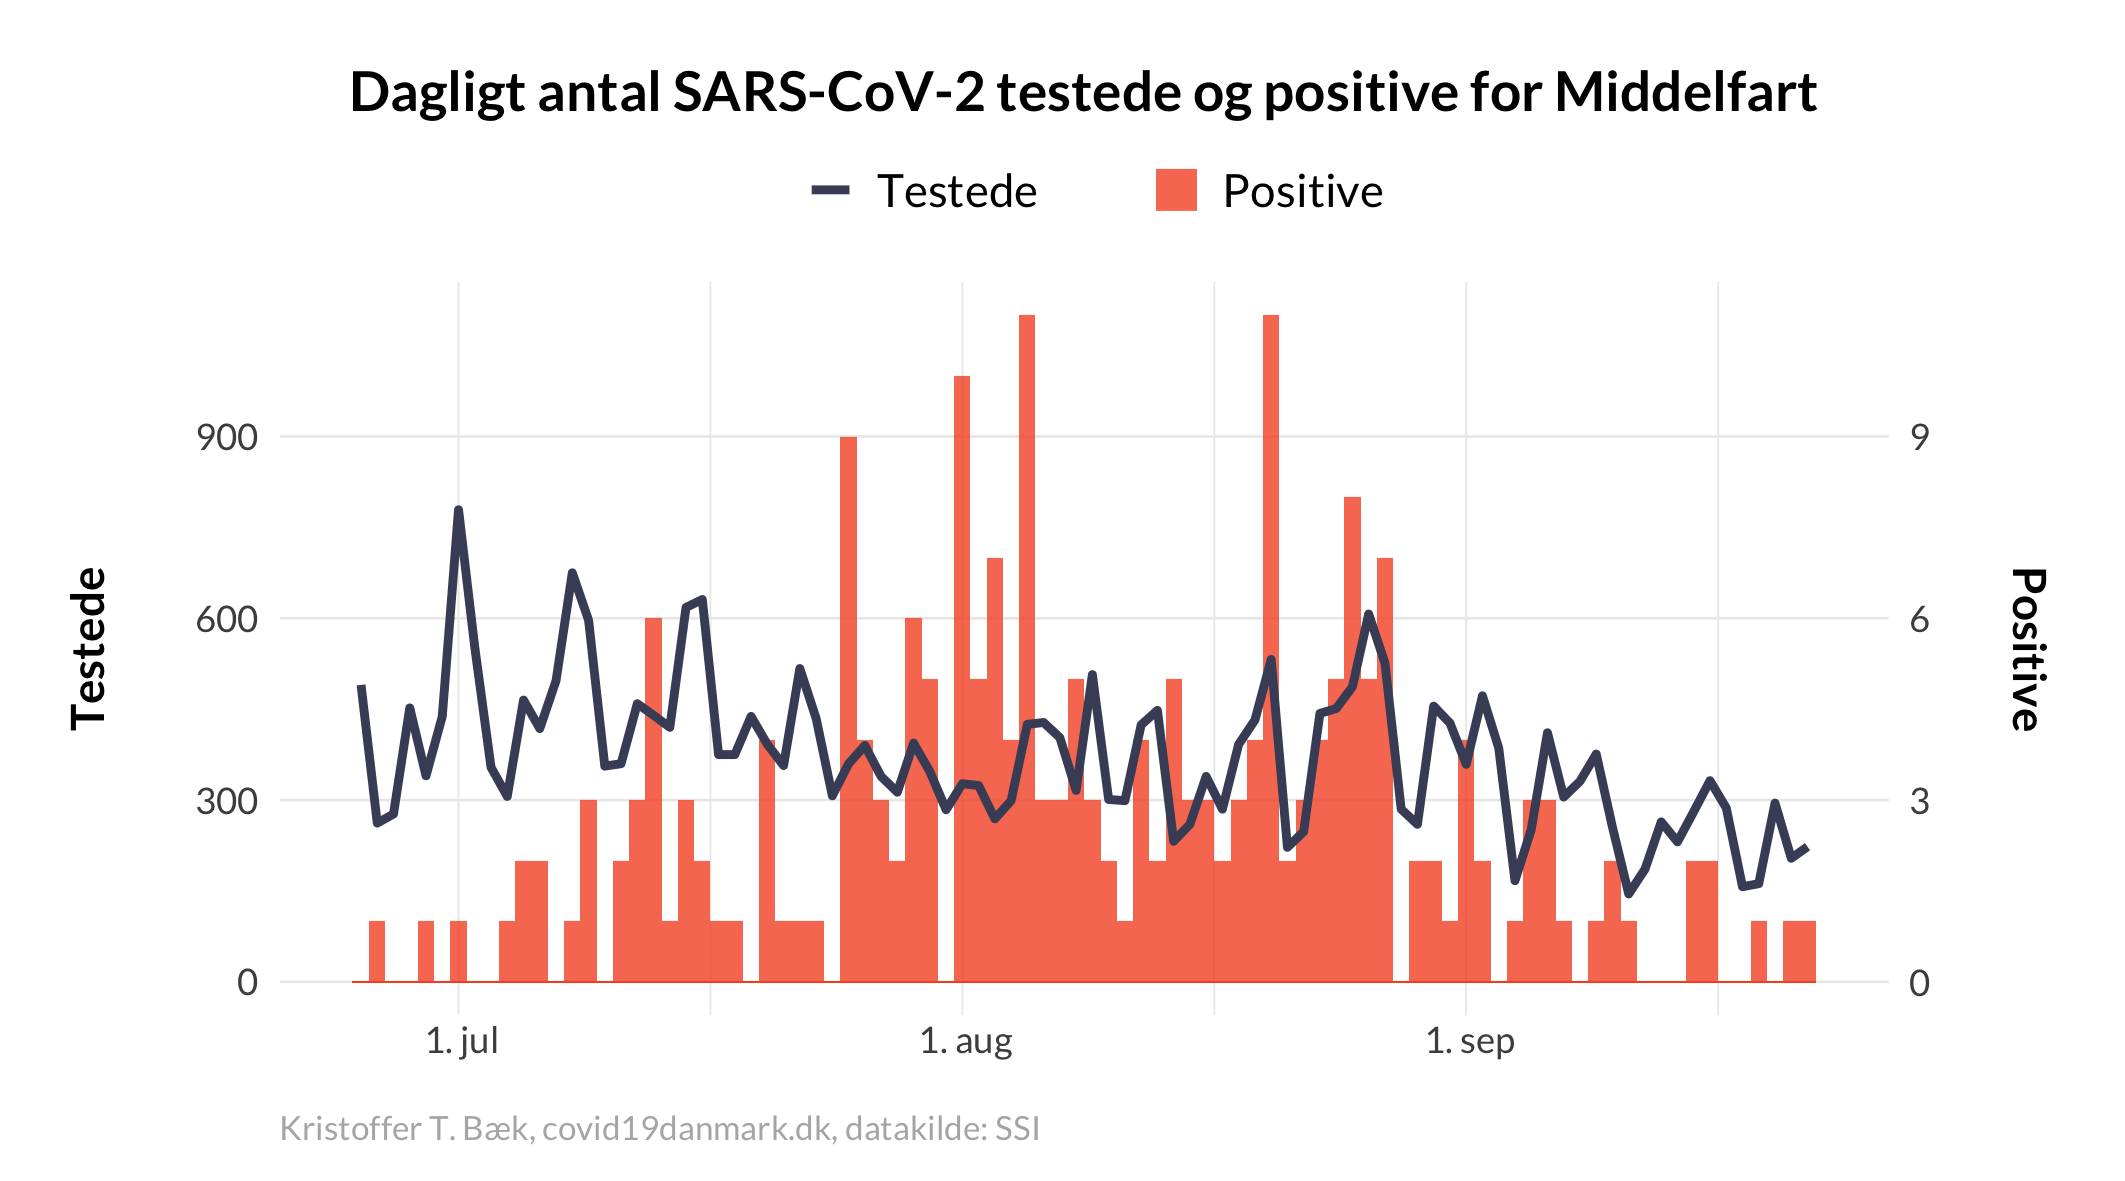 Dagligt antal SARS-CoV-2 testede og positive for Middelfart
Testede
Positive
Testede
900
600
300
0
9
6
3
0
Positive
1. jul
1. aug
1. sep
Kristoffer T. Bæk, covid19danmark.dk, datakilde: SSI